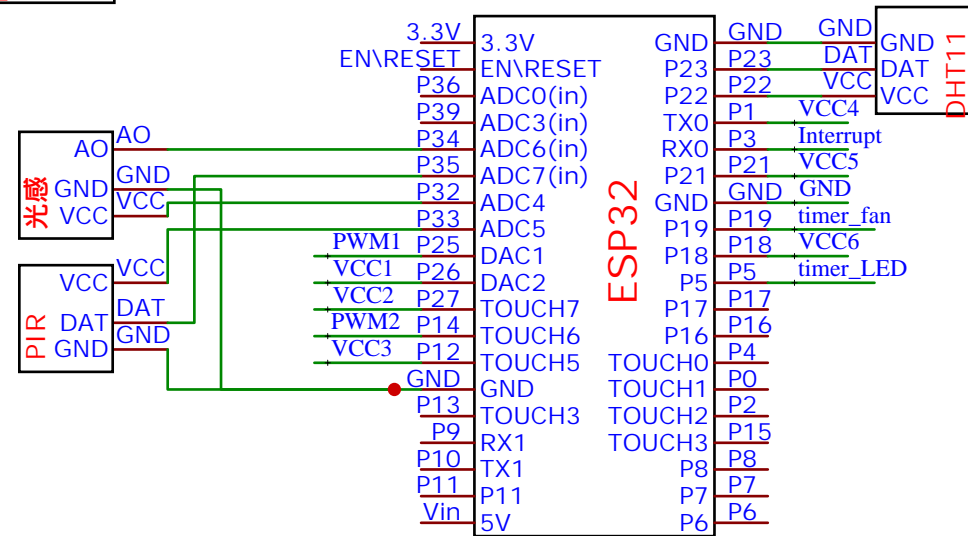 光感
AO
GND
VCC
AO
GND
VCC
PIR
VCC
DAT
GND
VCC
DAT
GND
PWM1
VCC1
VCC2
PWM2
VCC3
3.3V
EN\RESET
P36
P39
P34
P35
P32
P33
P25
P26
P27
P14
P12
GND
P13
P9
P10
P11
Vin
3.3V
EN\RESET
ADC0(in)
ADC3(in)
ADC6(in)
ADC7(in)
ADC4
ADC5
DAC1
DAC2
TOUCH7
TOUCH6
TOUCH5
GND
TOUCH3
RX1
TX1
P11
5V
ESP32
GND
P23
P22
TX0
RX0
P21
GND
P19
P18
P5
P17
P16
TOUCH0
TOUCH1
TOUCH2
TOUCH3
P8
P7
P6
GND
P23
P22
P1
P3
P21
GND
P19
P18
P5
P17
P16
P4
P0
P2
P15
P8
P7
P6
VCC4
Interrupt
VCC5
GND
timer_fan
VCC6
timer_LED
GND
DAT
VCC
GND
DAT
VCC
DHT11